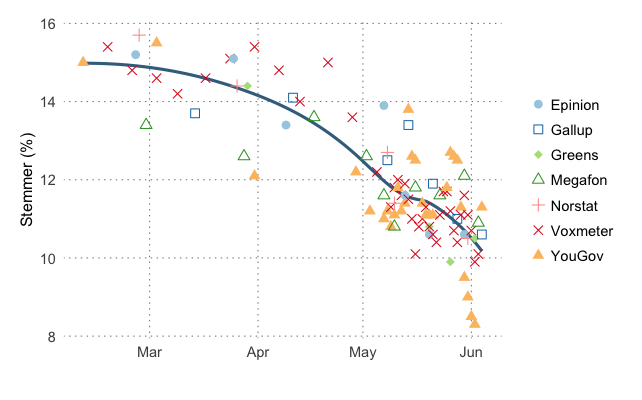 16
14
12
10
8
Stemmer (%)
Mar
Apr
May
Jun
Epinion
Gallup
Greens
Megafon
Norstat
Voxmeter
YouGov